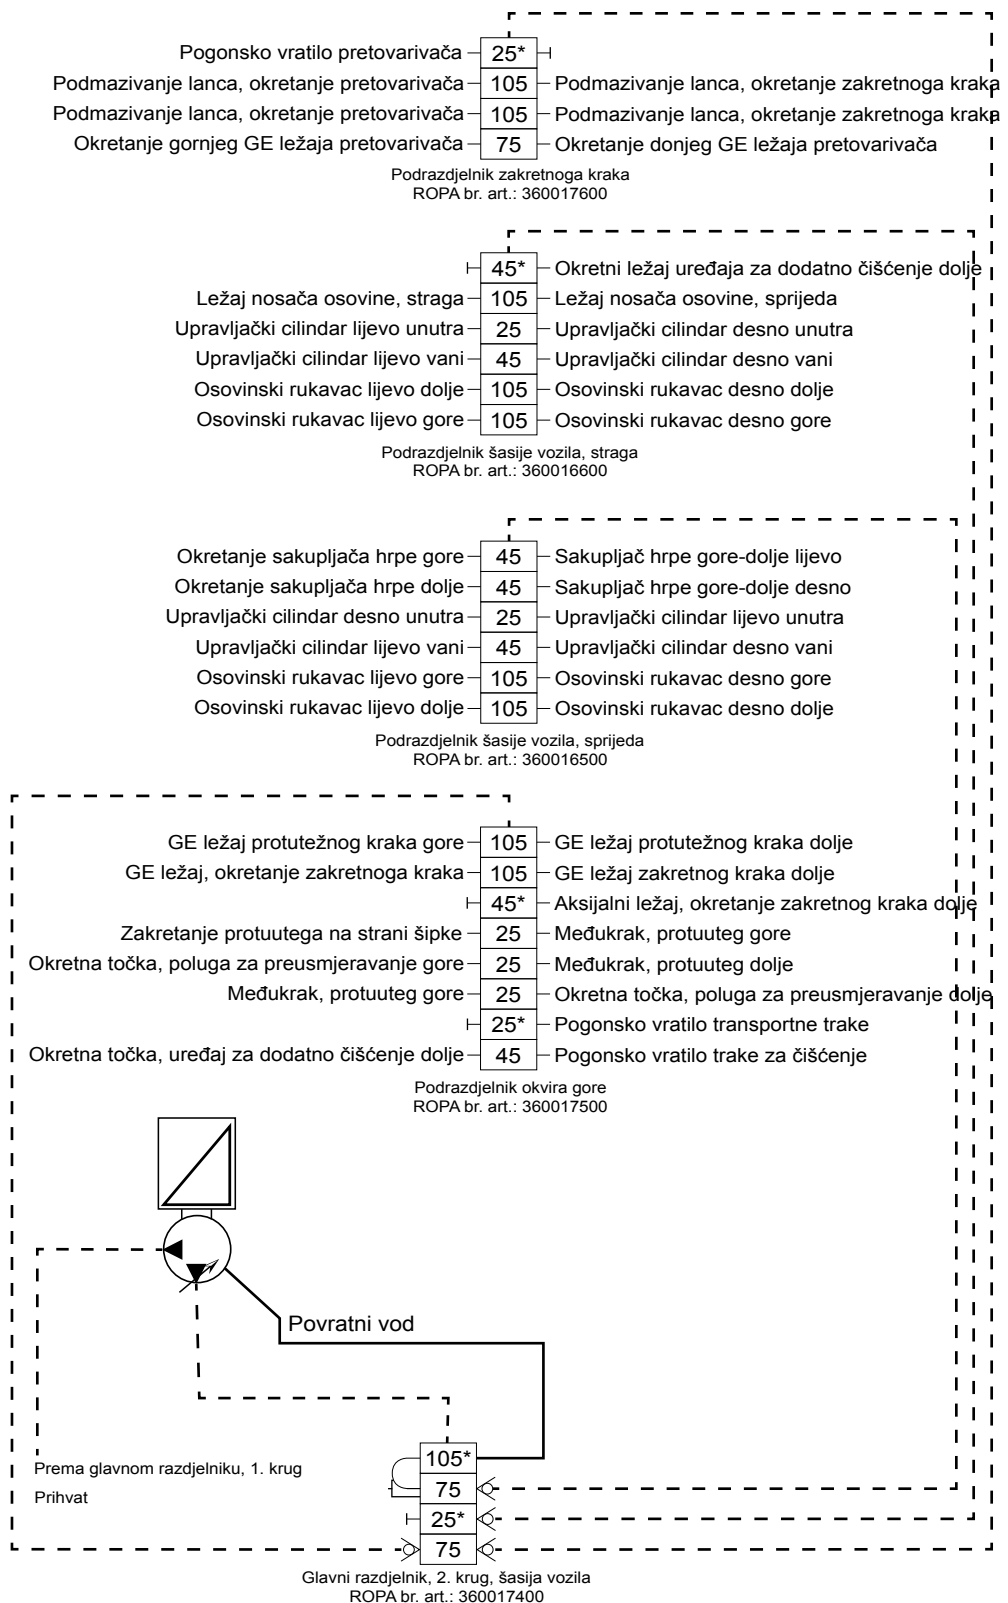 Pogonsko vratilo pretovarivača 25*
Podmazivanje lanca, okretanje pretovarivača 105 Podmazivanje lanca, okretanje zakretnoga kraka
Podmazivanje lanca, okretanje pretovarivača 105 Podmazivanje lanca, okretanje zakretnoga kraka
Okretanje gornjeg GE ležaja pretovarivača 75 Okretanje donjeg GE ležaja pretovarivača
Podrazdjelnik zakretnoga kraka
ROPA br. art.: 360017600
45* Okretni ležaj uređaja za dodatno čišćenje dolje
Ležaj nosača osovine, straga 105 Ležaj nosača osovine, sprijeda
Upravljački cilindar lijevo unutra 25 Upravljački cilindar desno unutra
Upravljački cilindar lijevo vani 45 Upravljački cilindar desno vani
Osovinski rukavac lijevo dolje 105 Osovinski rukavac desno dolje
Osovinski rukavac lijevo gore 105 Osovinski rukavac desno gore
Podrazdjelnik šasije vozila, straga
ROPA br. art.: 360016600
Okretanje sakupljača hrpe gore 45 Sakupljač hrpe gore-dolje lijevo
Okretanje sakupljača hrpe dolje 45 Sakupljač hrpe gore-dolje desno
Upravljački cilindar desno unutra 25 Upravljački cilindar lijevo unutra
Upravljački cilindar lijevo vani 45 Upravljački cilindar desno vani
Osovinski rukavac lijevo gore 105 Osovinski rukavac desno gore
Osovinski rukavac lijevo dolje 105 Osovinski rukavac desno dolje
Podrazdjelnik šasije vozila, sprijeda
ROPA br. art.: 360016500
GE ležaj protutežnog kraka gore 105 GE ležaj protutežnog kraka dolje
GE ležaj, okretanje zakretnoga kraka 105 GE ležaj zakretnog kraka dolje
45* Aksijalni ležaj, okretanje zakretnog kraka dolje
Zakretanje protuutega na strani šipke 25 Međukrak, protuuteg gore
Okretna točka, poluga za preusmjeravanje gore 25 Međukrak, protuuteg dolje
Međukrak, protuuteg gore 25 Okretna točka, poluga za preusmjeravanje dolje
25* Pogonsko vratilo transportne trake
Okretna točka, uređaj za dodatno čišćenje dolje 45 Pogonsko vratilo trake za čišćenje
Podrazdjelnik okvira gore
ROPA br. art.: 360017500
Povratni vod
105*
Prema glavnom razdjelniku, 1. krug
75
Prihvat
25*
75
Glavni razdjelnik, 2. krug, šasija vozila
ROPA br. art.: 360017400